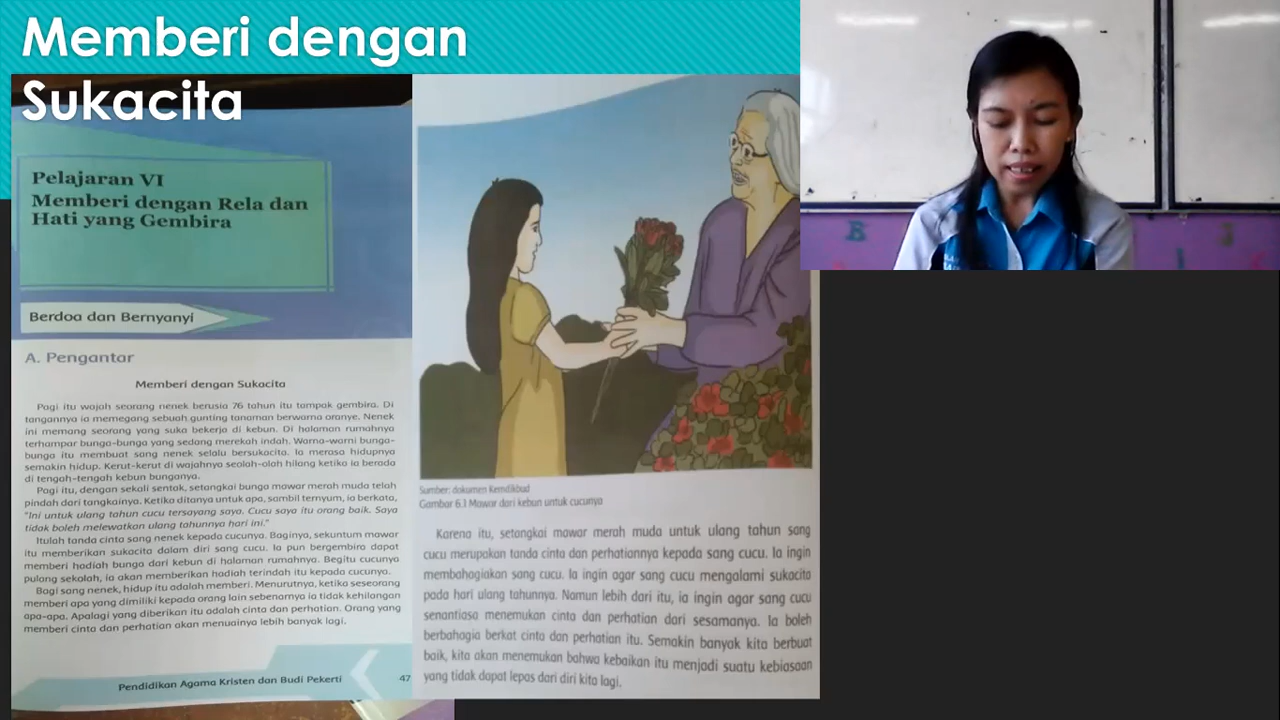 Memberi dengan
Sukacita
Pelajaran VI
Memberi dengan Rela dan
Hati yang Gembira
Berdoa dan Bernyanyi
A. Pengantar
Memberi dengan Sukacita
Pagi itu wajah seorang nenek berusia 76 tahun itu tampak gembira. Di
tangannya ia memegang sebuah gunting tanaman berwarna oranye. Nenek
ini memang seorang yang suka bekerja di kebun. Di halaman rumahnya
terhampar bunga-bunga yang sedang merekah indah. Warna-warni bunga-
bunga itu membuat sang nenek selalu bersukacita. Ia merasa hidupnya
semakin hidup. Kerut-kerut di wajahnya seolah-olah hilang ketika ia berada
di tengah-tengah kebun bunganya.
Pagi itu, dengan sekali sentak, setangkai bunga mawar merah muda telah
pindah dari tangkainya. Ketika ditanya untuk apa, sambil ternyum, ia berkata,
"Ini untuk ulang tahun cucu tersayang saya. Cucu saya itu orang baik. Saya
tidak boleh melewatkan ulang tahunnya hari ini."
Itulah tanda cinta sang nenek kepada cucunya. Baginya, sekuntum mawar
itu memberikan sukacita dalam diri sang cucu. Ia pun bergembira dapat
memberi hadiah bunga dari kebun di halaman rumahnya. Begitu cucunya
pulang sekolah, ia akan memberikan hadiah terindah itu kepada cucunya.
Bagi sang nenek, hidup itu adalah memberi. Menurutnya, ketika seseorang
memberi apa yang dimiliki kepada orang lain sebenarnya ia tidak kehilangan
apa-apa. Apalagi yang diberikan itu adalah cinta dan perhatian. Orang yang
memberi cinta dan perhatian akan menuainya lebih banyak lagi.
Pendidikan Agama Kristen dan Budi Pekerti 47
Sumber: dokumen Kemdikbud
Gambar 6.1 Mawar dari kebun untuk cucunya
Karena itu, setangkai mawar merah muda untuk ulang tahun sang
cucu merupakan tanda cinta dan perhatiannya kepada sang cucu. Ia ingin
membahagiakan sang cucu. Ia ingin agar sang cucu mengalami sukacita
pada hari ulang tahunnya. Namun lebih dari itu, ia ingin agar sang cucu
senantiasa menemukan cinta dan perhatian dari sesamanya. Ia boleh
berbahagia berkat cinta dan perhatian itu. Semakin banyak kita berbuat
baik, kita akan menemukan bahwa kebaikan itu menjadi suatu kebiasaan
yang tidak dapat lepas dari diri kita lagi.